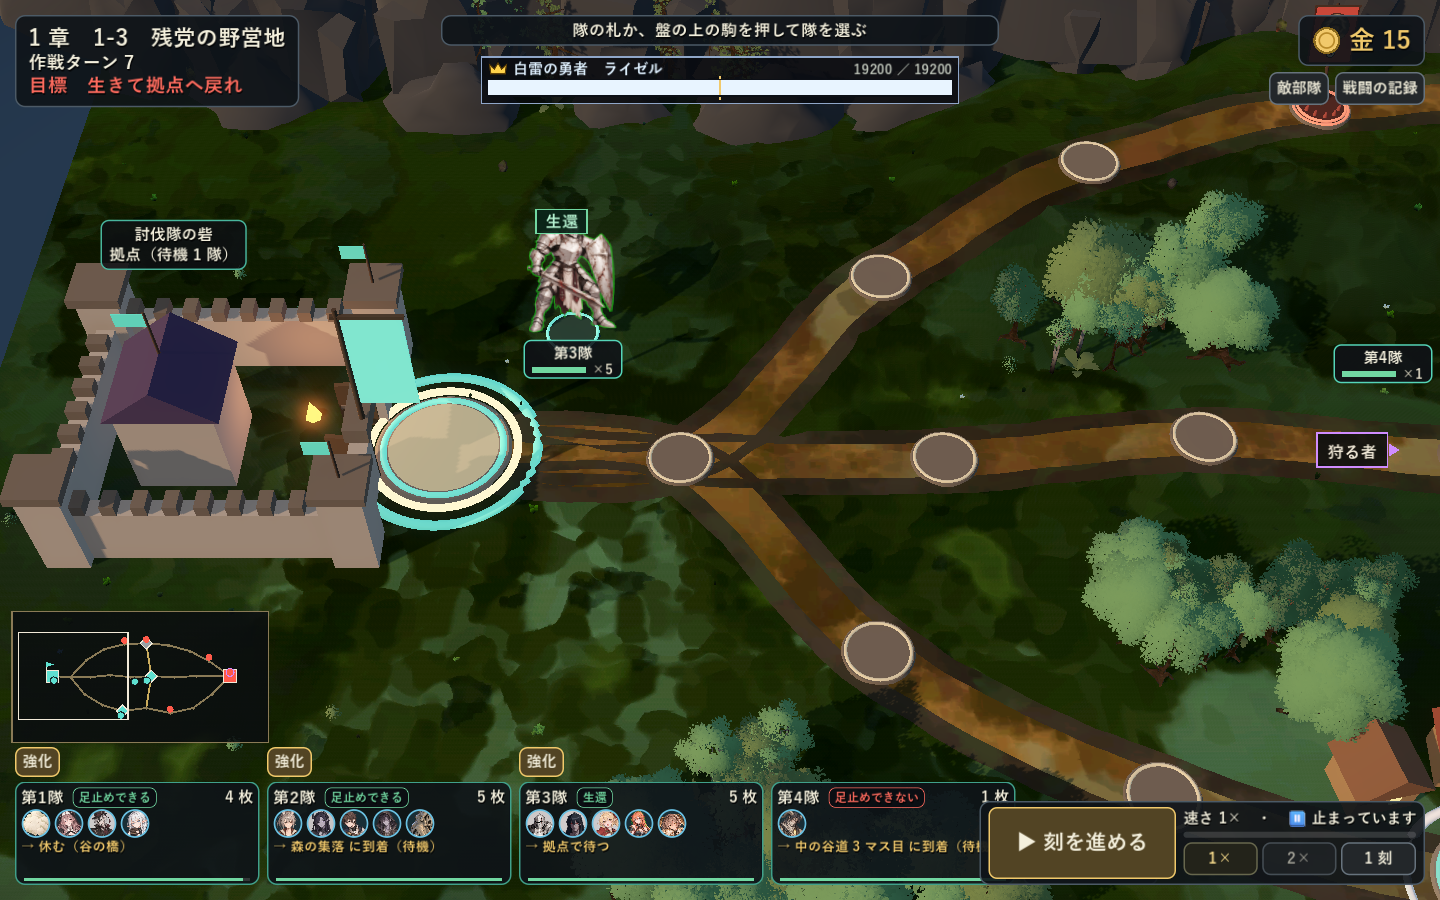 1 章　1-3　残党の野営地
作戦ターン 7
目標　生きて拠点へ戻れ
隊の札か、盤の上の駒を押して隊を選ぶ
白雷の勇者　ライゼル　19200 ／ 19200
金 15
敵部隊　戦闘の記録
討伐隊の砦
拠点（待機 1 隊）
生還
第3隊
×5
第4隊
×1
狩る者
強化　強化　強化
第1隊　足止めできる　4 枚
→ 休む（谷の橋）
第2隊　足止めできる　5 枚
→ 森の集落 に到着（待機）
第3隊　生還　5 枚
→ 拠点で待つ
第4隊　足止めできない　1 枚
→ 中の谷道 3 マス目 に到着（待
▶ 刻を進める
速さ 1×　・　止まっています
1×　2×　1 刻